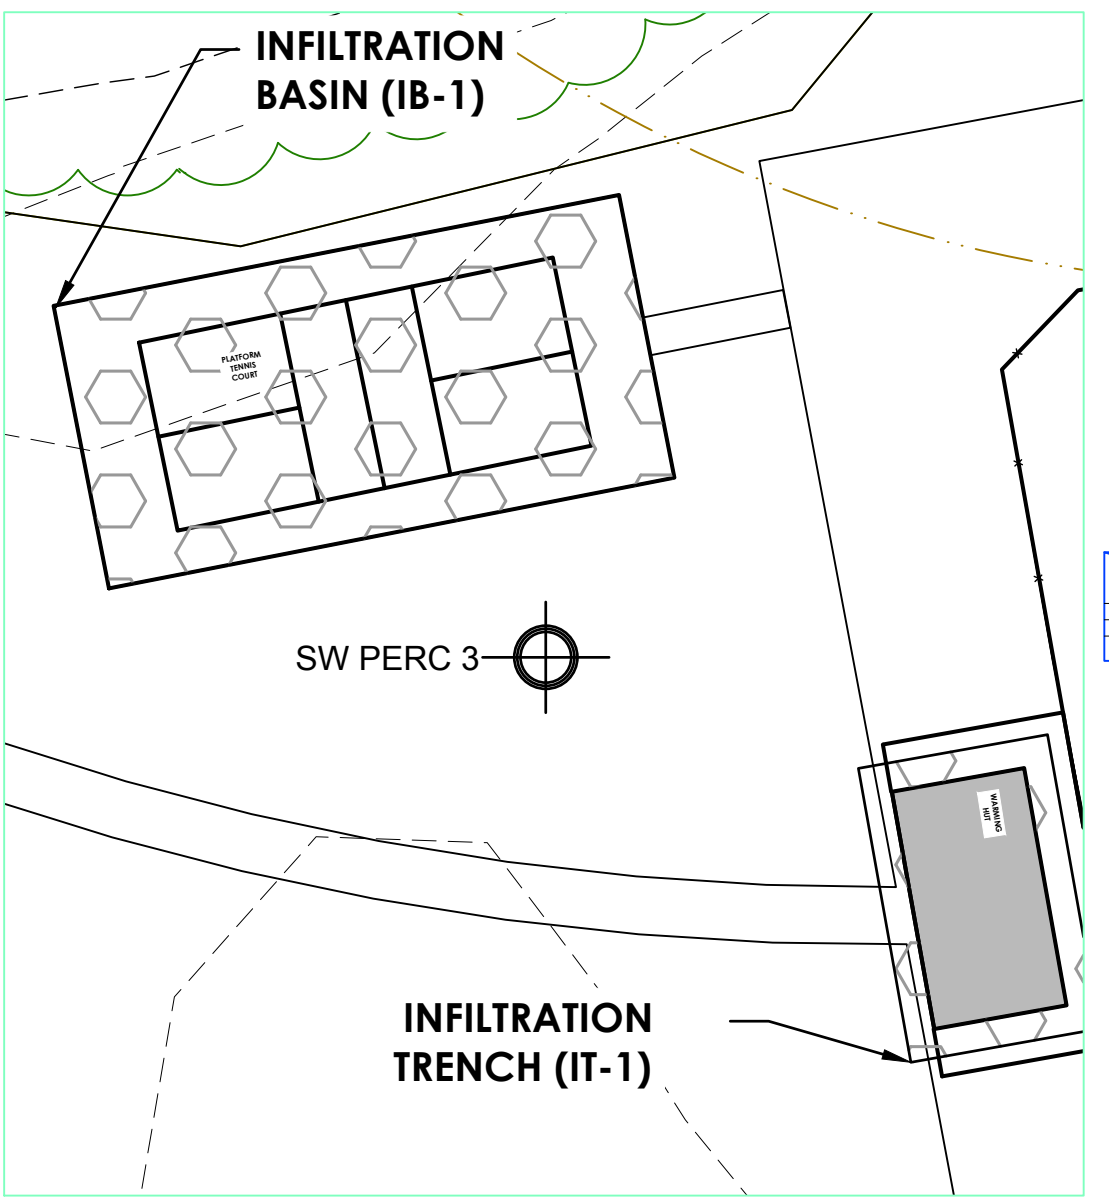 INFILTRATION
BASIN (IB-1)
PLATFORM
TENNIS
COURT
SW PERC 3
WARMING
HUT
INFILTRATION
TRENCH (IT-1)